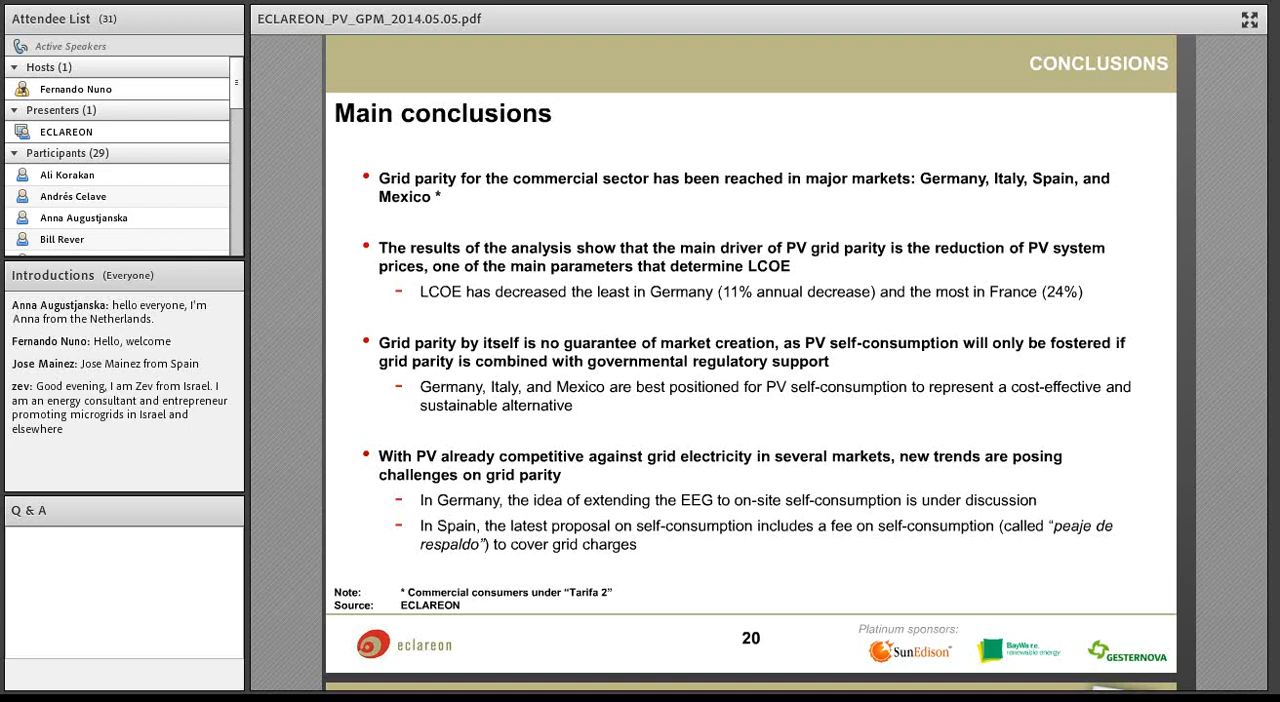 Attendee List (31)
Active Speakers
Hosts (1)
Fernando Nuno
Presenters (1)
ECLAREON
Participants (29)
Ali Korakan
Andrés Celave
Anna Augustjanska
Bill Rever
Introductions (Everyone)
Anna Augustjanska: hello everyone, I'm
Anna from the Netherlands.
Fernando Nuno: Hello, welcome
Jose Mainez: Jose Mainez from Spain
zev: Good evening, I am Zev from Israel. I
am an energy consultant and entrepreneur
promoting microgrids in Israel and
elsewhere
Q & A
ECLAREON_PV_GPM_2014.05.05.pdf
CONCLUSIONS
Main conclusions
• Grid parity for the commercial sector has been reached in major markets: Germany, Italy, Spain, and
Mexico *
• The results of the analysis show that the main driver of PV grid parity is the reduction of PV system
prices, one of the main parameters that determine LCOE
– LCOE has decreased the least in Germany (11% annual decrease) and the most in France (24%)
• Grid parity by itself is no guarantee of market creation, as PV self-consumption will only be fostered if
grid parity is combined with governmental regulatory support
– Germany, Italy, and Mexico are best positioned for PV self-consumption to represent a cost-effective and
sustainable alternative
• With PV already competitive against grid electricity in several markets, new trends are posing
challenges on grid parity
– In Germany, the idea of extending the EEG to on-site self-consumption is under discussion
– In Spain, the latest proposal on self-consumption includes a fee on self-consumption (called “peaje de
respaldo”) to cover grid charges
Note: * Commercial consumers under “Tarifa 2”
Source: ECLAREON
eclareon
20
Platinum sponsors:
SunEdison
BayWa r.e.
renewable energy
GESTERNOVA